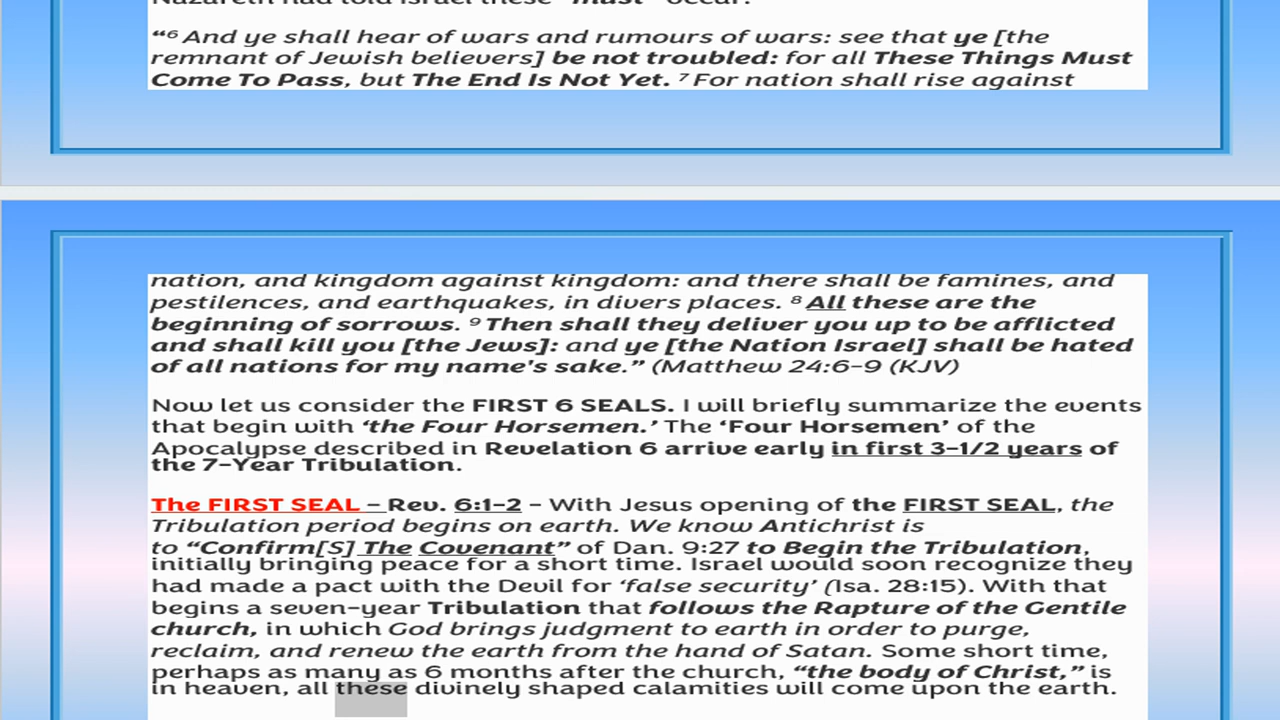 Nazareth had told Israel these "must" occur:
“⁶ And ye shall hear of wars and rumours of wars: see that ye [the
remnant of Jewish believers] be not troubled: for all These Things Must
Come To Pass, but The End Is Not Yet. ⁷ For nation shall rise against
nation, and kingdom against kingdom: and there shall be famines, and
pestilences, and earthquakes, in divers places. ⁸ All these are the
beginning of sorrows. ⁹ Then shall they deliver you up to be afflicted
and shall kill you [the Jews]: and ye [the Nation Israel] shall be hated
of all nations for my name's sake.” (Matthew 24:6-9 (KJV)
Now let us consider the FIRST 6 SEALS. I will briefly summarize the events
that begin with ‘the Four Horsemen.’ The ‘Four Horsemen’ of the
Apocalypse described in Revelation 6 arrive early in first 3-1/2 years of
the 7-Year Tribulation.
The FIRST SEAL – Rev. 6:1-2 – With Jesus opening of the FIRST SEAL, the
Tribulation period begins on earth. We know Antichrist is
to “Confirm[S] The Covenant” of Dan. 9:27 to Begin the Tribulation,
initially bringing peace for a short time. Israel would soon recognize they
had made a pact with the Devil for ‘false security’ (Isa. 28:15). With that
begins a seven-year Tribulation that follows the Rapture of the Gentile
church, in which God brings judgment to earth in order to purge,
reclaim, and renew the earth from the hand of Satan. Some short time,
perhaps as many as 6 months after the church, “the body of Christ,” is
in heaven, all these divinely shaped calamities will come upon the earth.